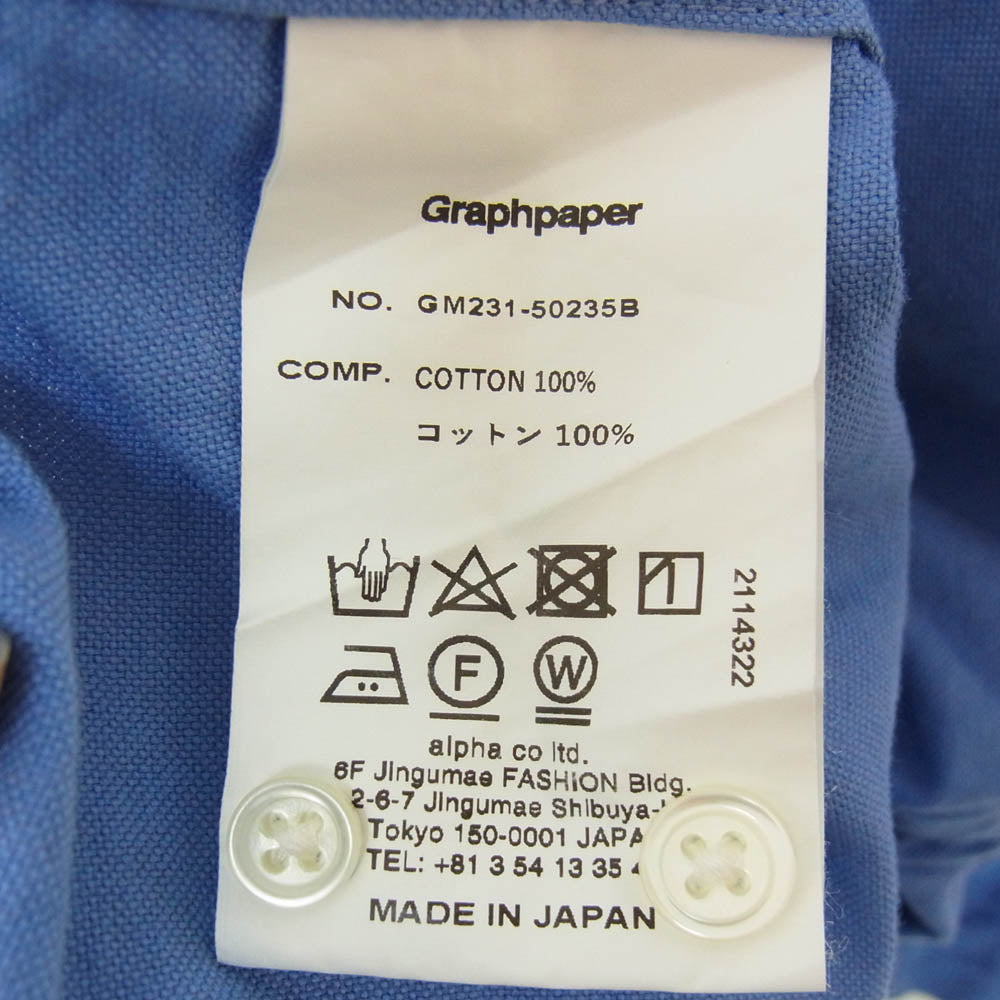 Graphpaper
NO. GM231-50235B
COMP. COTTON 100%
コットン 100%
2114322
F
W
alpha co ltd.
6F Jingumae FASHION Bldg.
2-6-7 Jingumae Shibuya-
Tokyo 150-0001
TEL: +81 3 54 13 35
MADE IN JAPAN